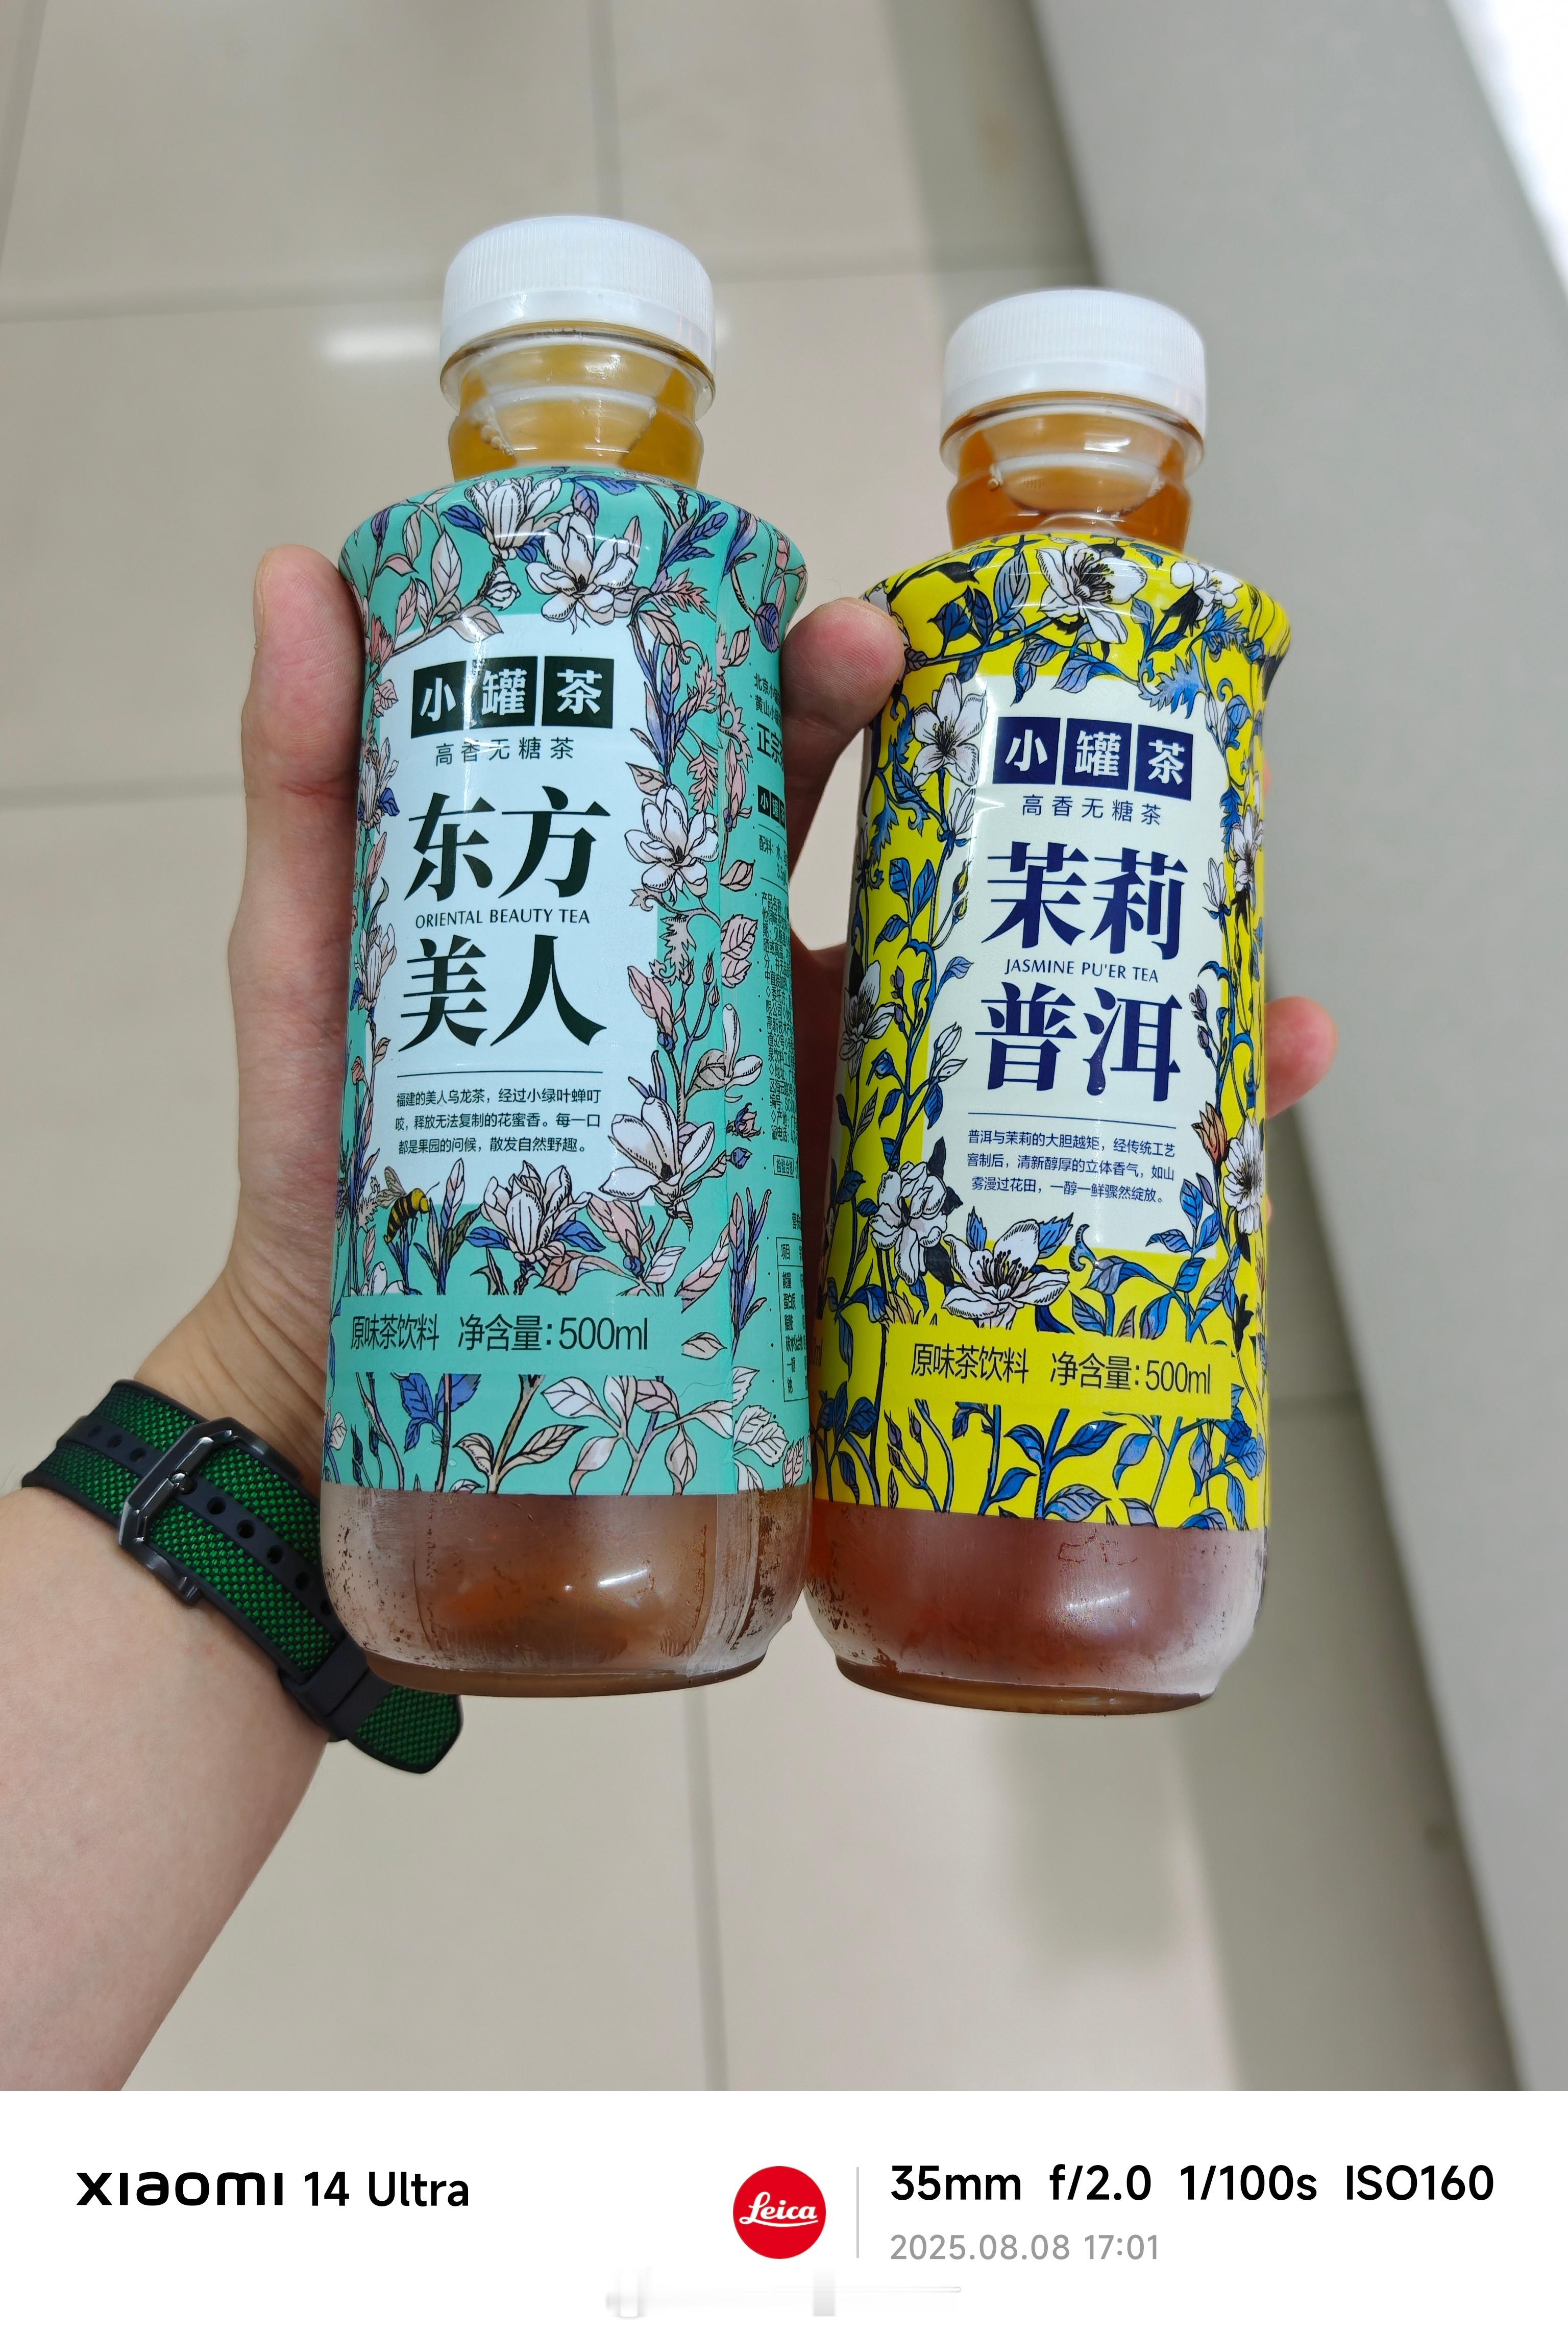 小罐茶
高香无糖茶
东方
ORIENTAL BEAUTY TEA
美人
福建的美人乌龙茶，经过小绿叶蝉叮
咬，释放无法复制的花蜜香。每一口
都是果园的问候，散发自然野趣。
原味茶饮料 净含量：500ml
小罐茶
高香无糖茶
茉莉
JASMINE PU'ER TEA
普洱
普洱与茉莉的大胆越矩，经传统工艺
窨制后，清新醇厚的立体香气，如山
雾漫过花田，一醇一鲜骤然绽放。
原味茶饮料 净含量：500ml
xiaomi 14 Ultra
Leica
35mm f/2.0 1/100s ISO160
2025.08.08 17:01